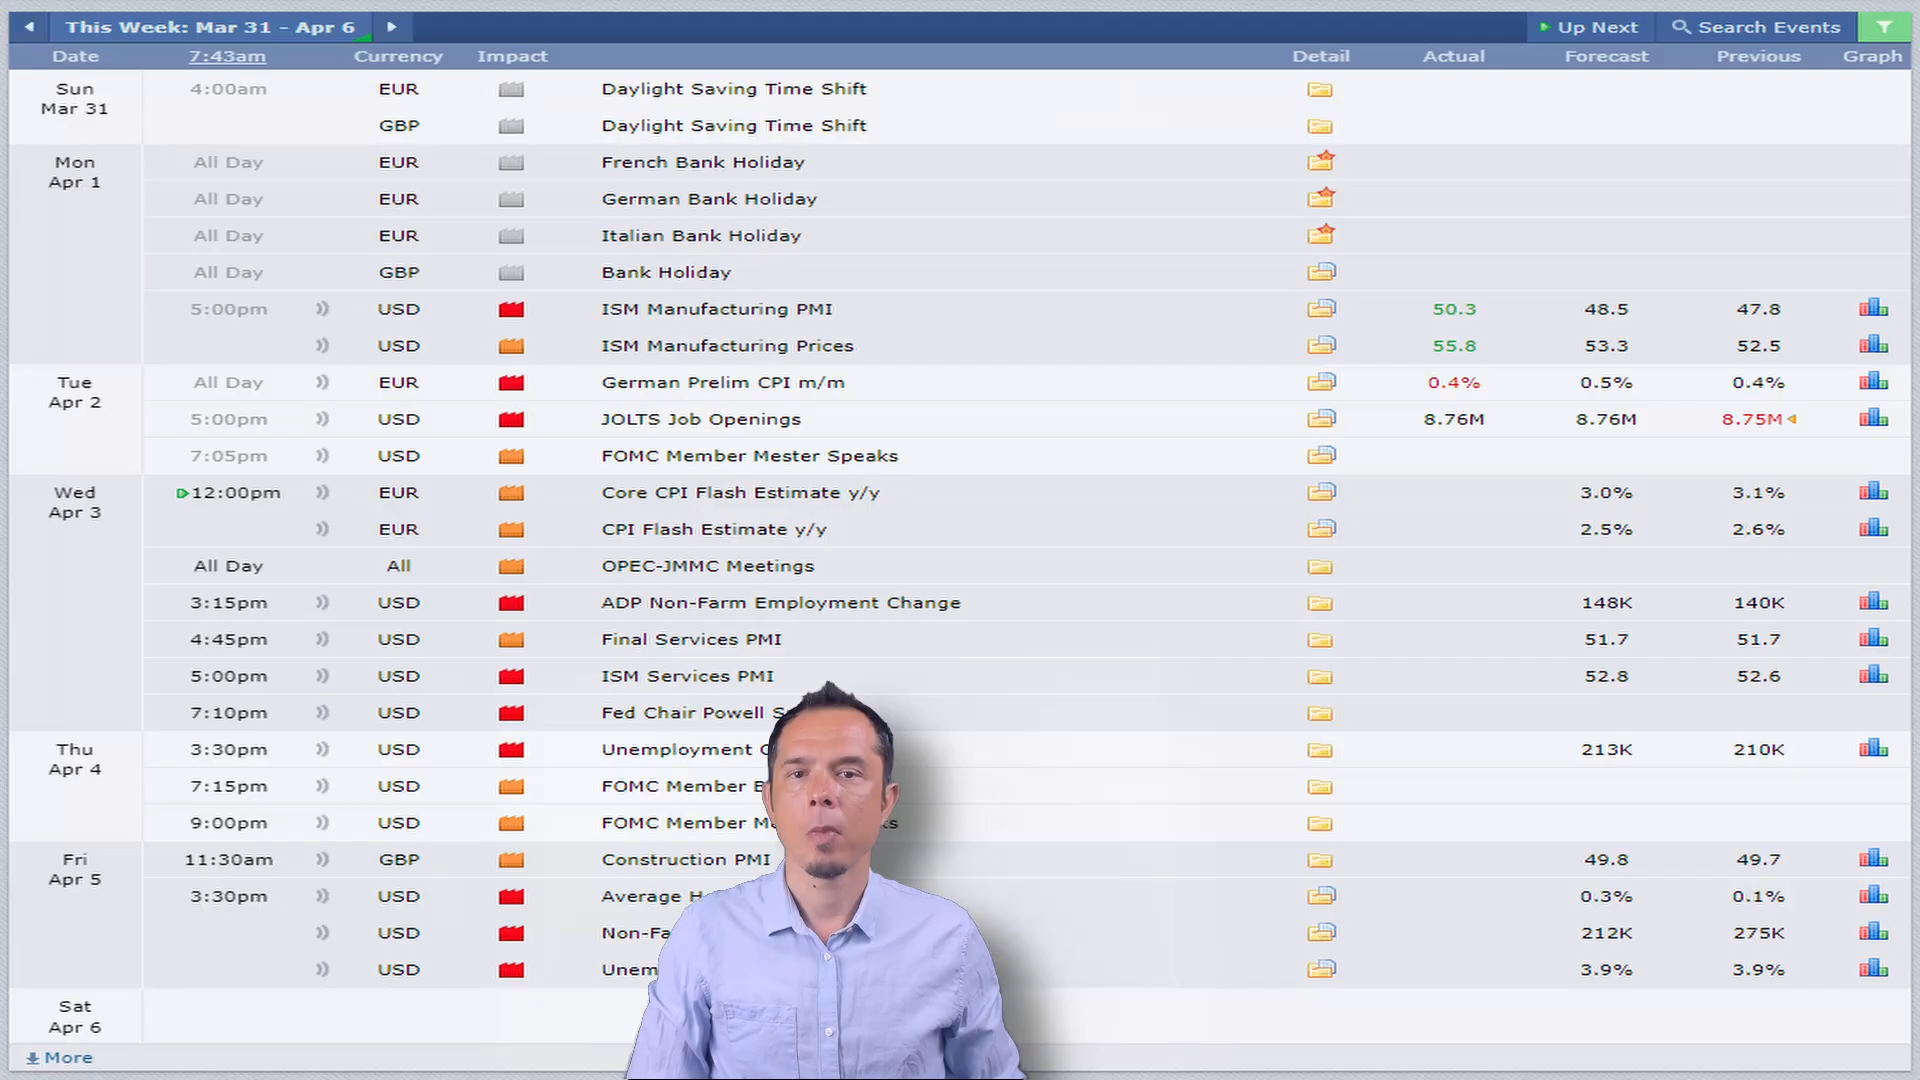 This Week: Mar 31 - Apr 6 Up Next Search Events
Date 7:43am Currency Impact Detail Actual Forecast Previous Graph
Sun Mar 31 4:00am EUR Daylight Saving Time Shift
GBP Daylight Saving Time Shift
Mon Apr 1 All Day EUR French Bank Holiday
All Day EUR German Bank Holiday
All Day EUR Italian Bank Holiday
All Day GBP Bank Holiday
5:00pm USD ISM Manufacturing PMI 50.3 48.5 47.8
USD ISM Manufacturing Prices 55.8 53.3 52.5
Tue Apr 2 All Day EUR German Prelim CPI m/m 0.4% 0.5% 0.4%
5:00pm USD JOLTS Job Openings 8.76M 8.76M 8.75M
7:05pm USD FOMC Member Mester Speaks
Wed Apr 3 12:00pm EUR Core CPI Flash Estimate y/y 3.0% 3.1%
EUR CPI Flash Estimate y/y 2.5% 2.6%
All Day All OPEC-JMMC Meetings
3:15pm USD ADP Non-Farm Employment Change 148K 140K
4:45pm USD Final Services PMI 51.7 51.7
5:00pm USD ISM Services PMI 52.8 52.6
7:10pm USD Fed Chair Powell
Thu Apr 4 3:30pm USD Unemployment 213K 210K
7:15pm USD FOMC Member
9:00pm USD FOMC Member
Fri Apr 5 11:30am GBP Construction PMI 49.8 49.7
3:30pm USD Average 0.3% 0.1%
USD 212K 275K
USD 3.9% 3.9%
Sat Apr 6
More